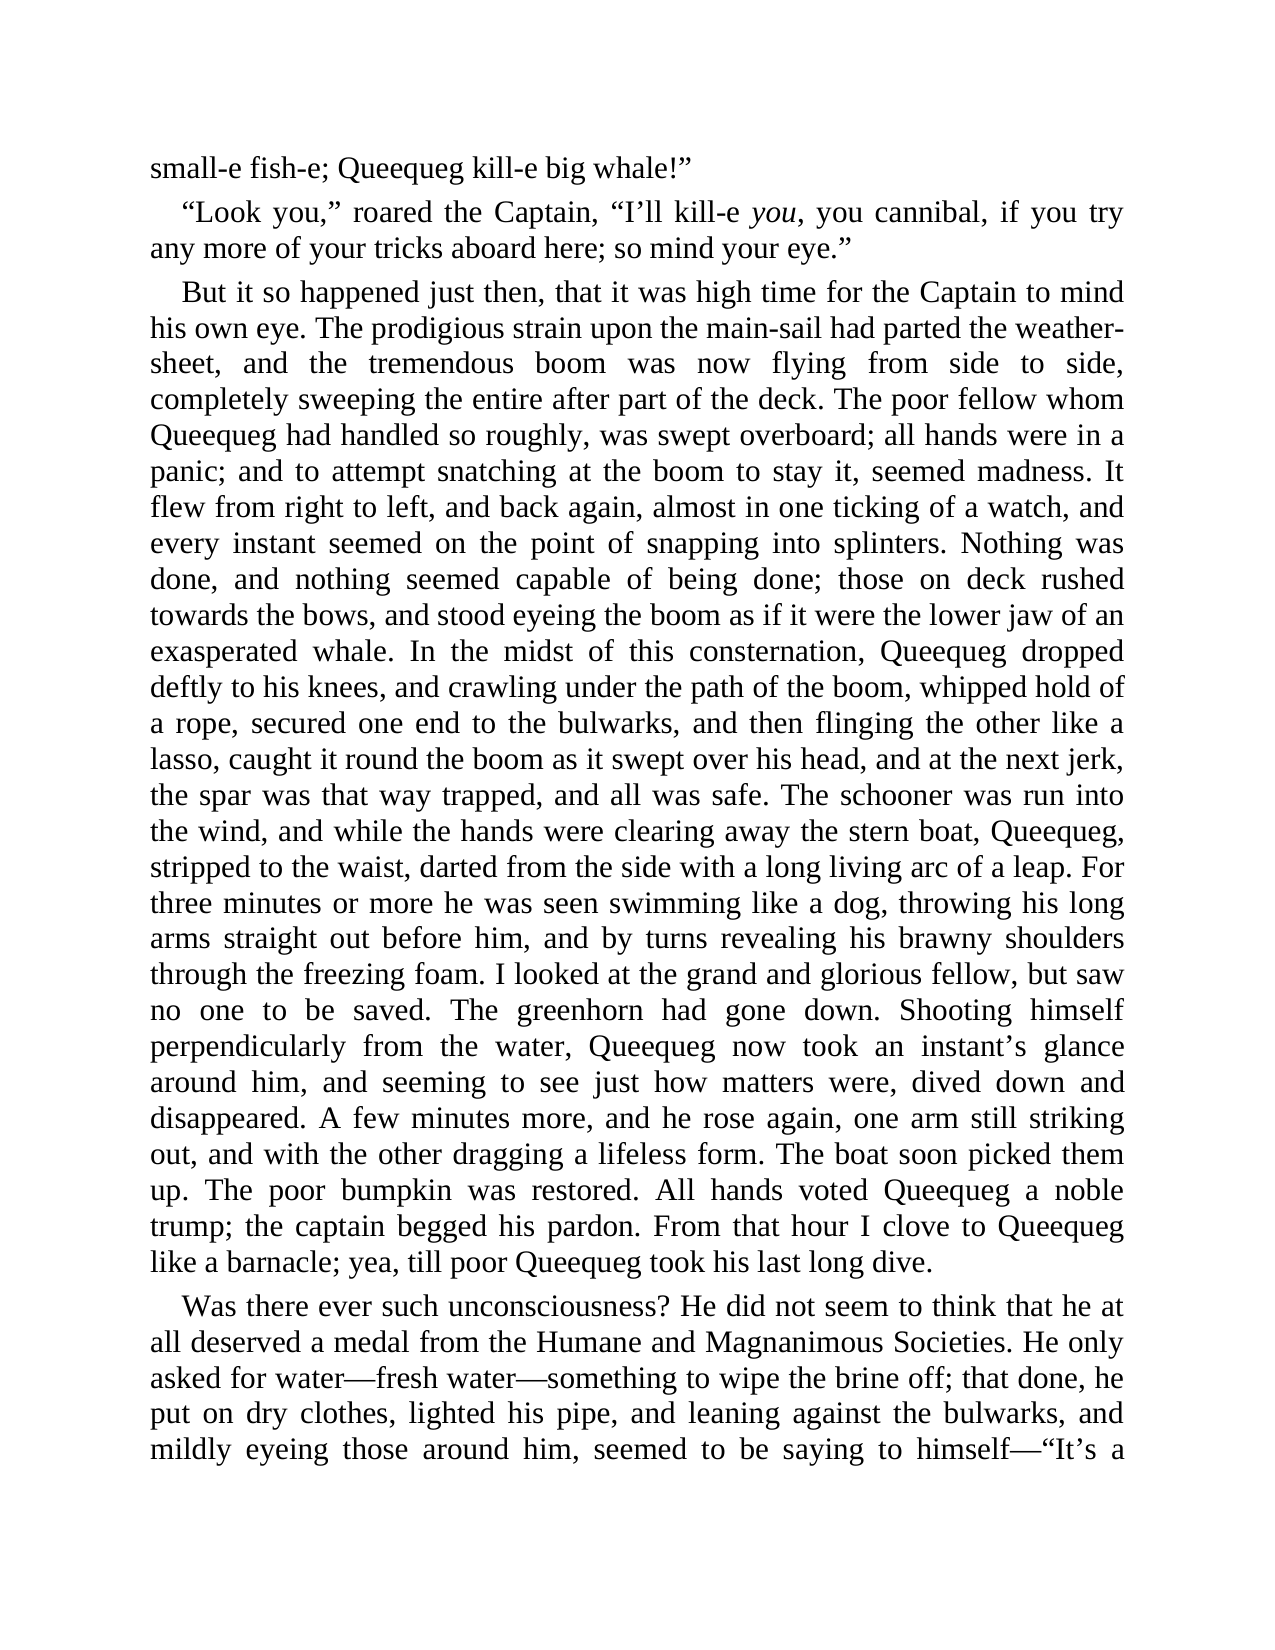 small-e fish-e; Queequeg kill-e big whale!”
“Look you,” roared the Captain, “I’ll kill-e you, you cannibal, if you try
any more of your tricks aboard here; so mind your eye.”
But it so happened just then, that it was high time for the Captain to mind
his own eye. The prodigious strain upon the main-sail had parted the weather-
sheet, and the tremendous boom was now flying from side to side,
completely sweeping the entire after part of the deck. The poor fellow whom
Queequeg had handled so roughly, was swept overboard; all hands were in a
panic; and to attempt snatching at the boom to stay it, seemed madness. It
flew from right to left, and back again, almost in one ticking of a watch, and
every instant seemed on the point of snapping into splinters. Nothing was
done, and nothing seemed capable of being done; those on deck rushed
towards the bows, and stood eyeing the boom as if it were the lower jaw of an
exasperated whale. In the midst of this consternation, Queequeg dropped
deftly to his knees, and crawling under the path of the boom, whipped hold of
a rope, secured one end to the bulwarks, and then flinging the other like a
lasso, caught it round the boom as it swept over his head, and at the next jerk,
the spar was that way trapped, and all was safe. The schooner was run into
the wind, and while the hands were clearing away the stern boat, Queequeg,
stripped to the waist, darted from the side with a long living arc of a leap. For
three minutes or more he was seen swimming like a dog, throwing his long
arms straight out before him, and by turns revealing his brawny shoulders
through the freezing foam. I looked at the grand and glorious fellow, but saw
no one to be saved. The greenhorn had gone down. Shooting himself
perpendicularly from the water, Queequeg now took an instant’s glance
around him, and seeming to see just how matters were, dived down and
disappeared. A few minutes more, and he rose again, one arm still striking
out, and with the other dragging a lifeless form. The boat soon picked them
up. The poor bumpkin was restored. All hands voted Queequeg a noble
trump; the captain begged his pardon. From that hour I clove to Queequeg
like a barnacle; yea, till poor Queequeg took his last long dive.
Was there ever such unconsciousness? He did not seem to think that he at
all deserved a medal from the Humane and Magnanimous Societies. He only
asked for water—fresh water—something to wipe the brine off; that done, he
put on dry clothes, lighted his pipe, and leaning against the bulwarks, and
mildly eyeing those around him, seemed to be saying to himself—“It’s a